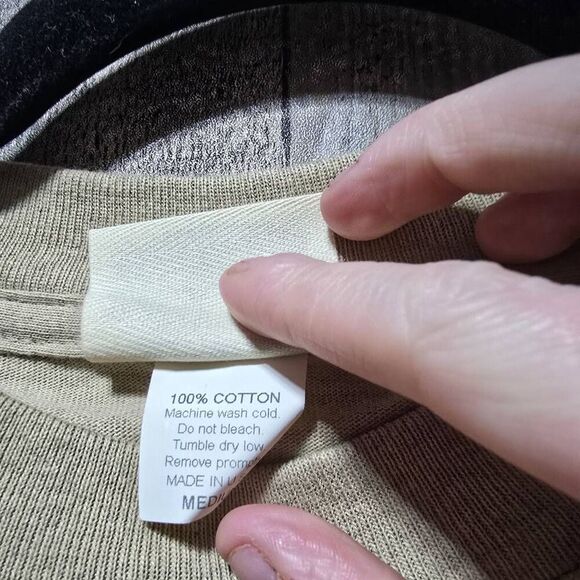 100% COTTON
Machine wash cold.
Do not bleach.
Tumble dry low
Remove
MADE IN